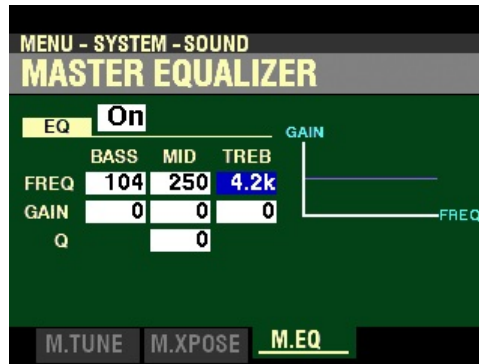 MENU - SYSTEM - SOUND
MASTER EQUALIZER
EQ On
GAIN
BASS MID TREB
FREQ 104 250 4.2k
GAIN 0 0 0
FREQ
Q 0
M.TUNE M.XPOSE M.EQ